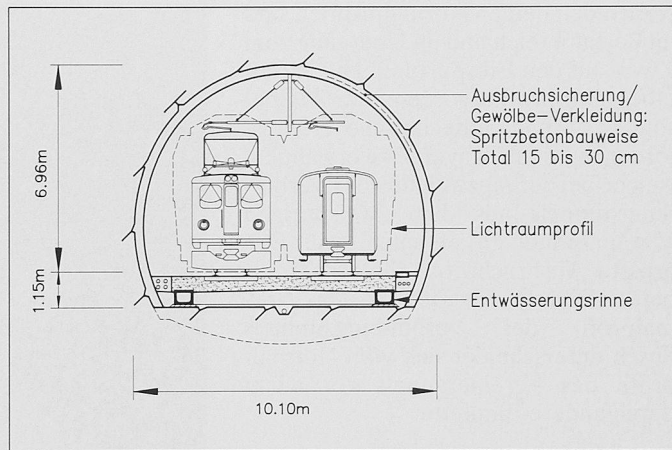 Ausbruchsicherung/
Gewölbe-Verkleidung:
Spritzbetonbauweise
Total 15 bis 30 cm
6.96m
Lichtraumprofil
1.15m
Entwässerungsrinne
10.10m